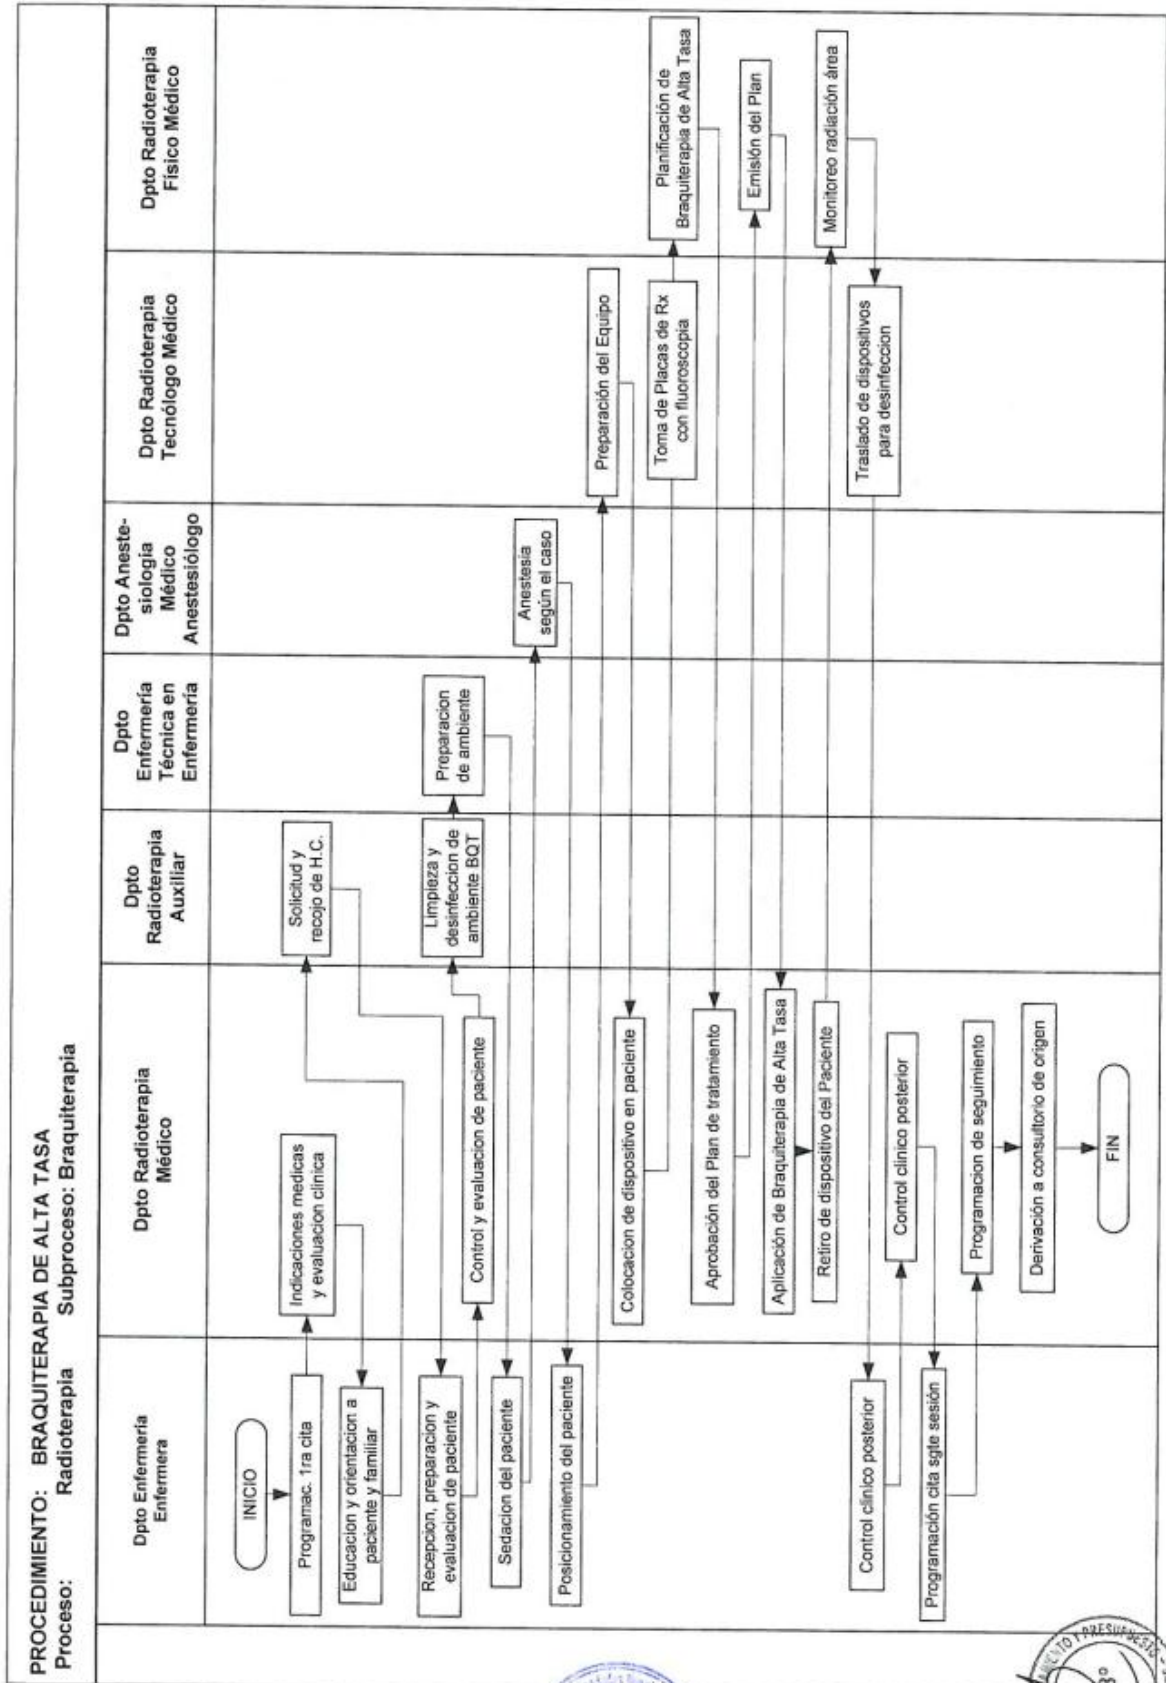 PROCEDIMIENTO: BRAQUITERAPIA DE ALTA TASA
Proceso: Radioterapia Subproceso: Braquiterapia
Dpto Enfermeria
Enfermera
Dpto Radioterapia
Médico
Dpto
Radioterapia
Auxiliar
Dpto
Enfermería
Técnica en
Enfermería
Dpto Aneste-
siologia
Médico
Anestesiólogo
Dpto Radioterapia
Tecnólogo Médico
Dpto Radioterapia
Físico Médico
INICIO
Programac. 1ra cita
Indicaciones medicas
y evaluacion clinica
Educacion y orientacion a
paciente y familiar
Solicitud y
recojo de H.C.
Recepcion, preparacion y
evaluacion de paciente
Control y evaluacion de paciente
Limpieza y
desinfeccion de
ambiente BQT
Preparacion
de ambiente
Sedacion del paciente
Anestesia
según el caso
Posicionamiento del paciente
Preparación del Equipo
Colocacion de dispositivo en paciente
Toma de Placas de Rx
con fluoroscopia
Planificación de
Braquiterapia de Alta Tasa
Aprobación del Plan de tratamiento
Emisión del Plan
Aplicación de Braquiterapia de Alta Tasa
Retiro de dispositivo del Paciente
Monitoreo radiación área
Traslado de dispositivos
para desinfeccion
Control clinico posterior
Control clinico posterior
Programación cita sgte sesión
Programacion de seguimiento
Derivación a consultorio de origen
FIN